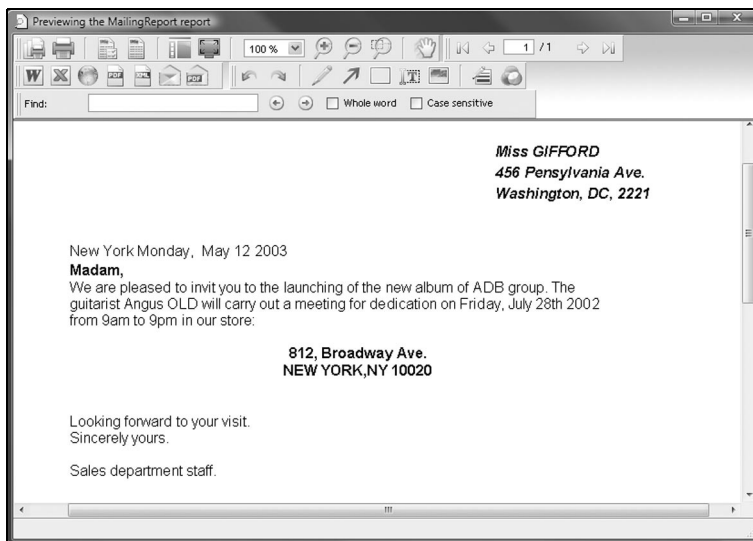 Previewing the MailingReport report
100 %
1 / 1
W X PDF XML PDF T
Find:
Whole word
Case sensitive
Miss GIFFORD
456 Pensylvania Ave.
Washington, DC, 2221
New York Monday, May 12 2003
Madam,
We are pleased to invit you to the launching of the new album of ADB group. The
guitarist Angus OLD will carry out a meeting for dedication on Friday, July 28th 2002
from 9am to 9pm in our store:
812, Broadway Ave.
NEW YORK,NY 10020
Looking forward to your visit.
Sincerely yours.
Sales department staff.